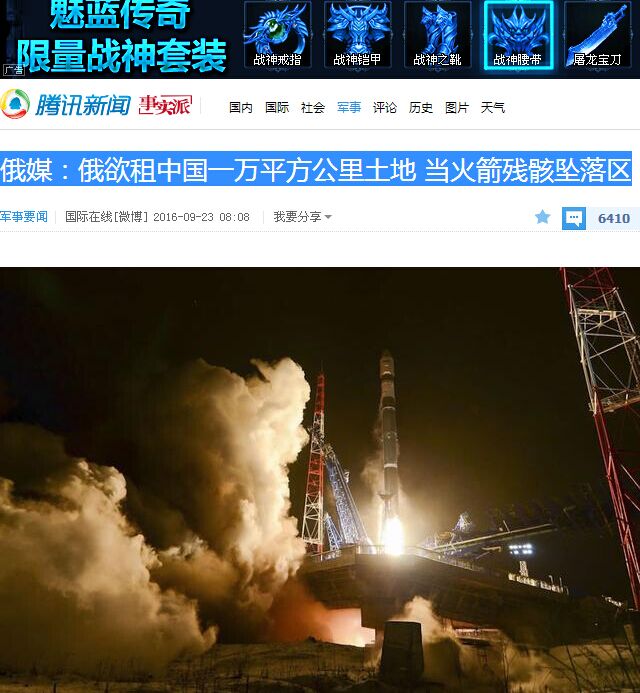 魅蓝传奇
限量战神套装
广告
战神戒指 战神铠甲 战神之靴 战神腰带 屠龙宝刀
腾讯新闻 事实派 国内 国际 社会 军事 评论 历史 图片 天气
俄媒：俄欲租中国一万平方公里土地 当火箭残骸坠落区
军事要闻 国际在线[微博] 2016-09-23 08:08 我要分享 6410